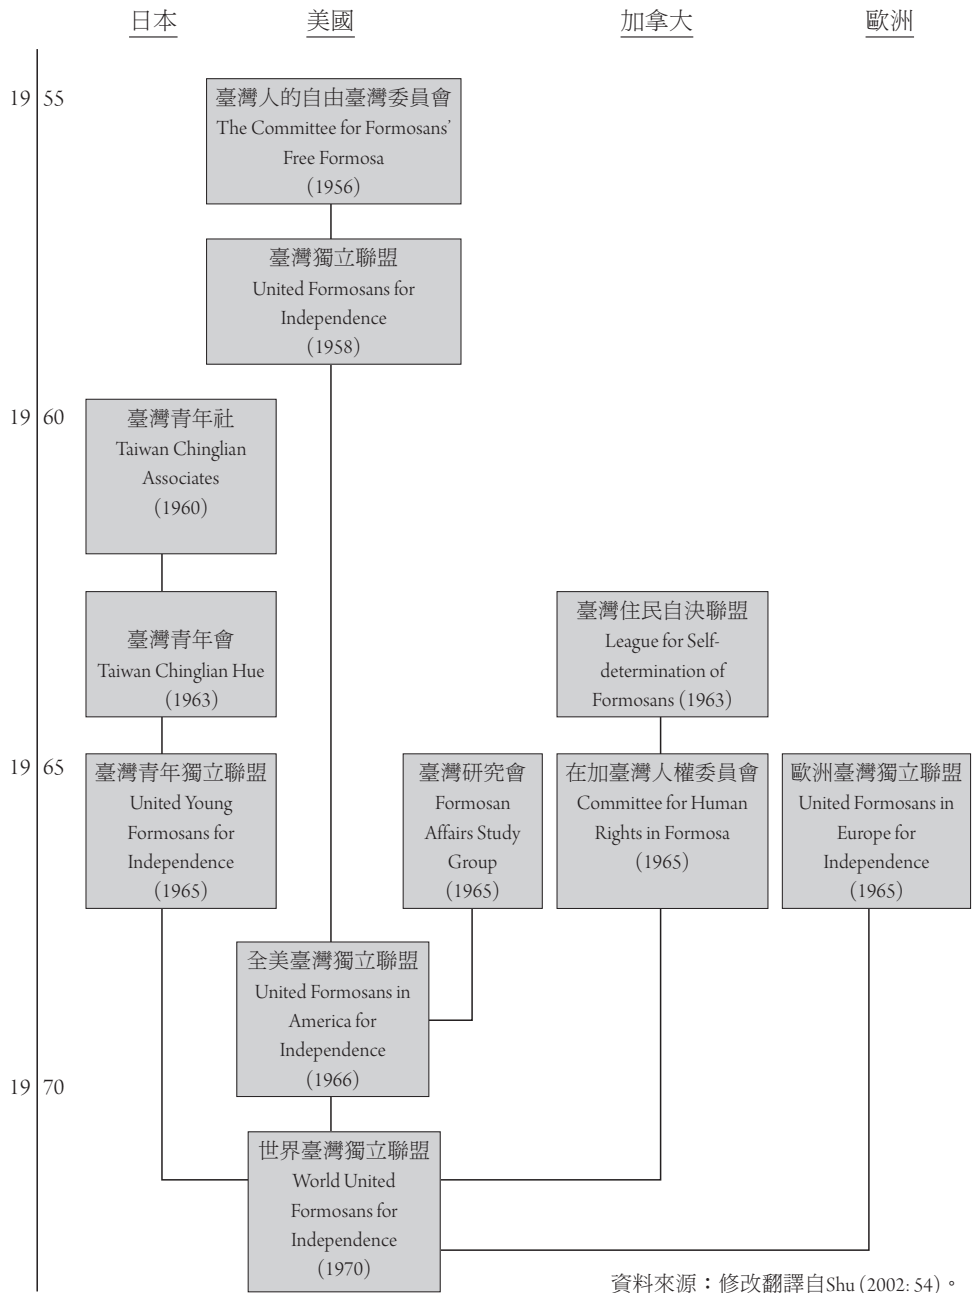 日本
美國
加拿大
歐洲
19 55
臺灣人的自由臺灣委員會
The Committee for Formosans’
Free Formosa
(1956)
臺灣獨立聯盟
United Formosans for
Independence
(1958)
19 60
臺灣青年社
Taiwan Chinglian
Associates
(1960)
臺灣青年會
Taiwan Chinglian Hue
(1963)
臺灣住民自決聯盟
League for Self-
determination of
Formosans (1963)
19 65
臺灣青年獨立聯盟
United Young
Formosans for
Independence
(1965)
臺灣研究會
Formosan
Affairs Study
Group
(1965)
在加臺灣人權委員會
Committee for Human
Rights in Formosa
(1965)
歐洲臺灣獨立聯盟
United Formosans in
Europe for
Independence
(1965)
全美臺灣獨立聯盟
United Formosans in
America for
Independence
(1966)
19 70
世界臺灣獨立聯盟
World United
Formosans for
Independence
(1970)
資料來源：修改翻譯自Shu (2002: 54)。